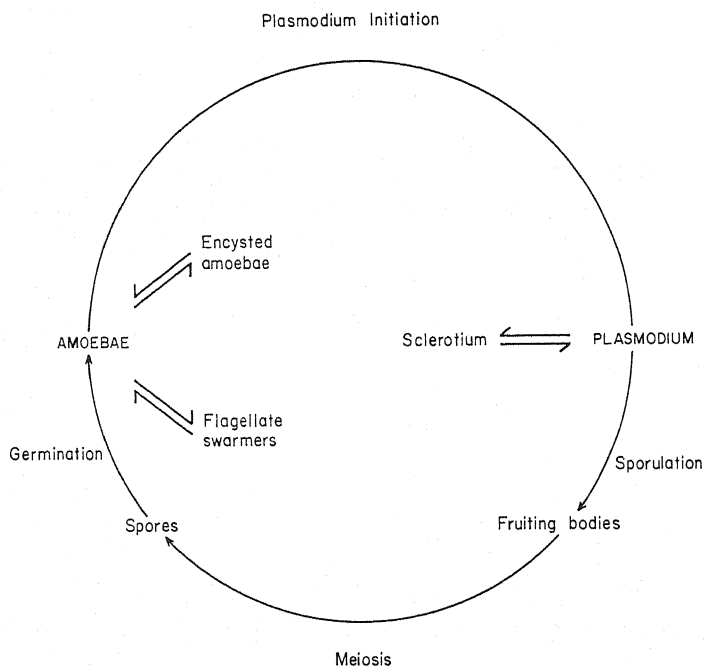 Plasmodium Initiation
Encysted
amoebae
AMOEBAE
Sclerotium
PLASMODIUM
Flagellate
swarmers
Germination
Sporulation
Spores
Fruiting bodies
Meiosis